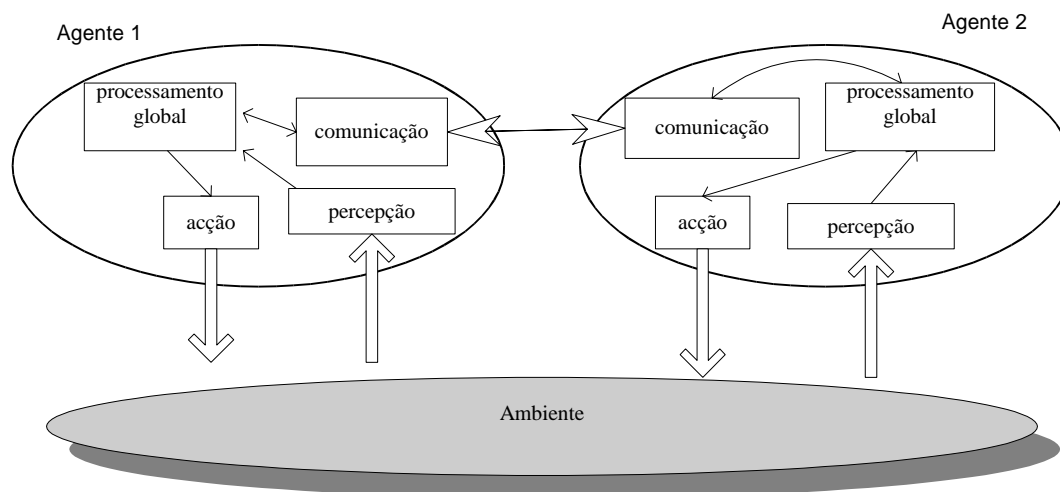 Agente 1
processamento
global
comunicação
acção
percepção
Agente 2
comunicação
processamento
global
acção
percepção
Ambiente